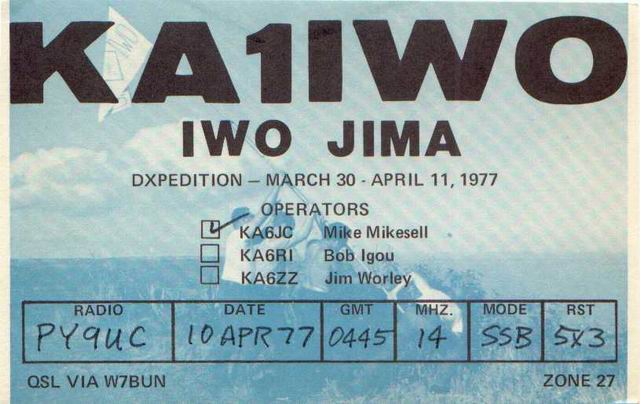 KA1IWO
IWO JIMA
DXPEDITION – MARCH 30 - APRIL 11, 1977
OPERATORS
KA6JC Mike Mikesell
KA6RI Bob Igou
KA6ZZ Jim Worley
RADIO DATE GMT MHZ. MODE RST
PY9UC 10 APR 77 0445 14 SSB 5x3
QSL VIA W7BUN ZONE 27